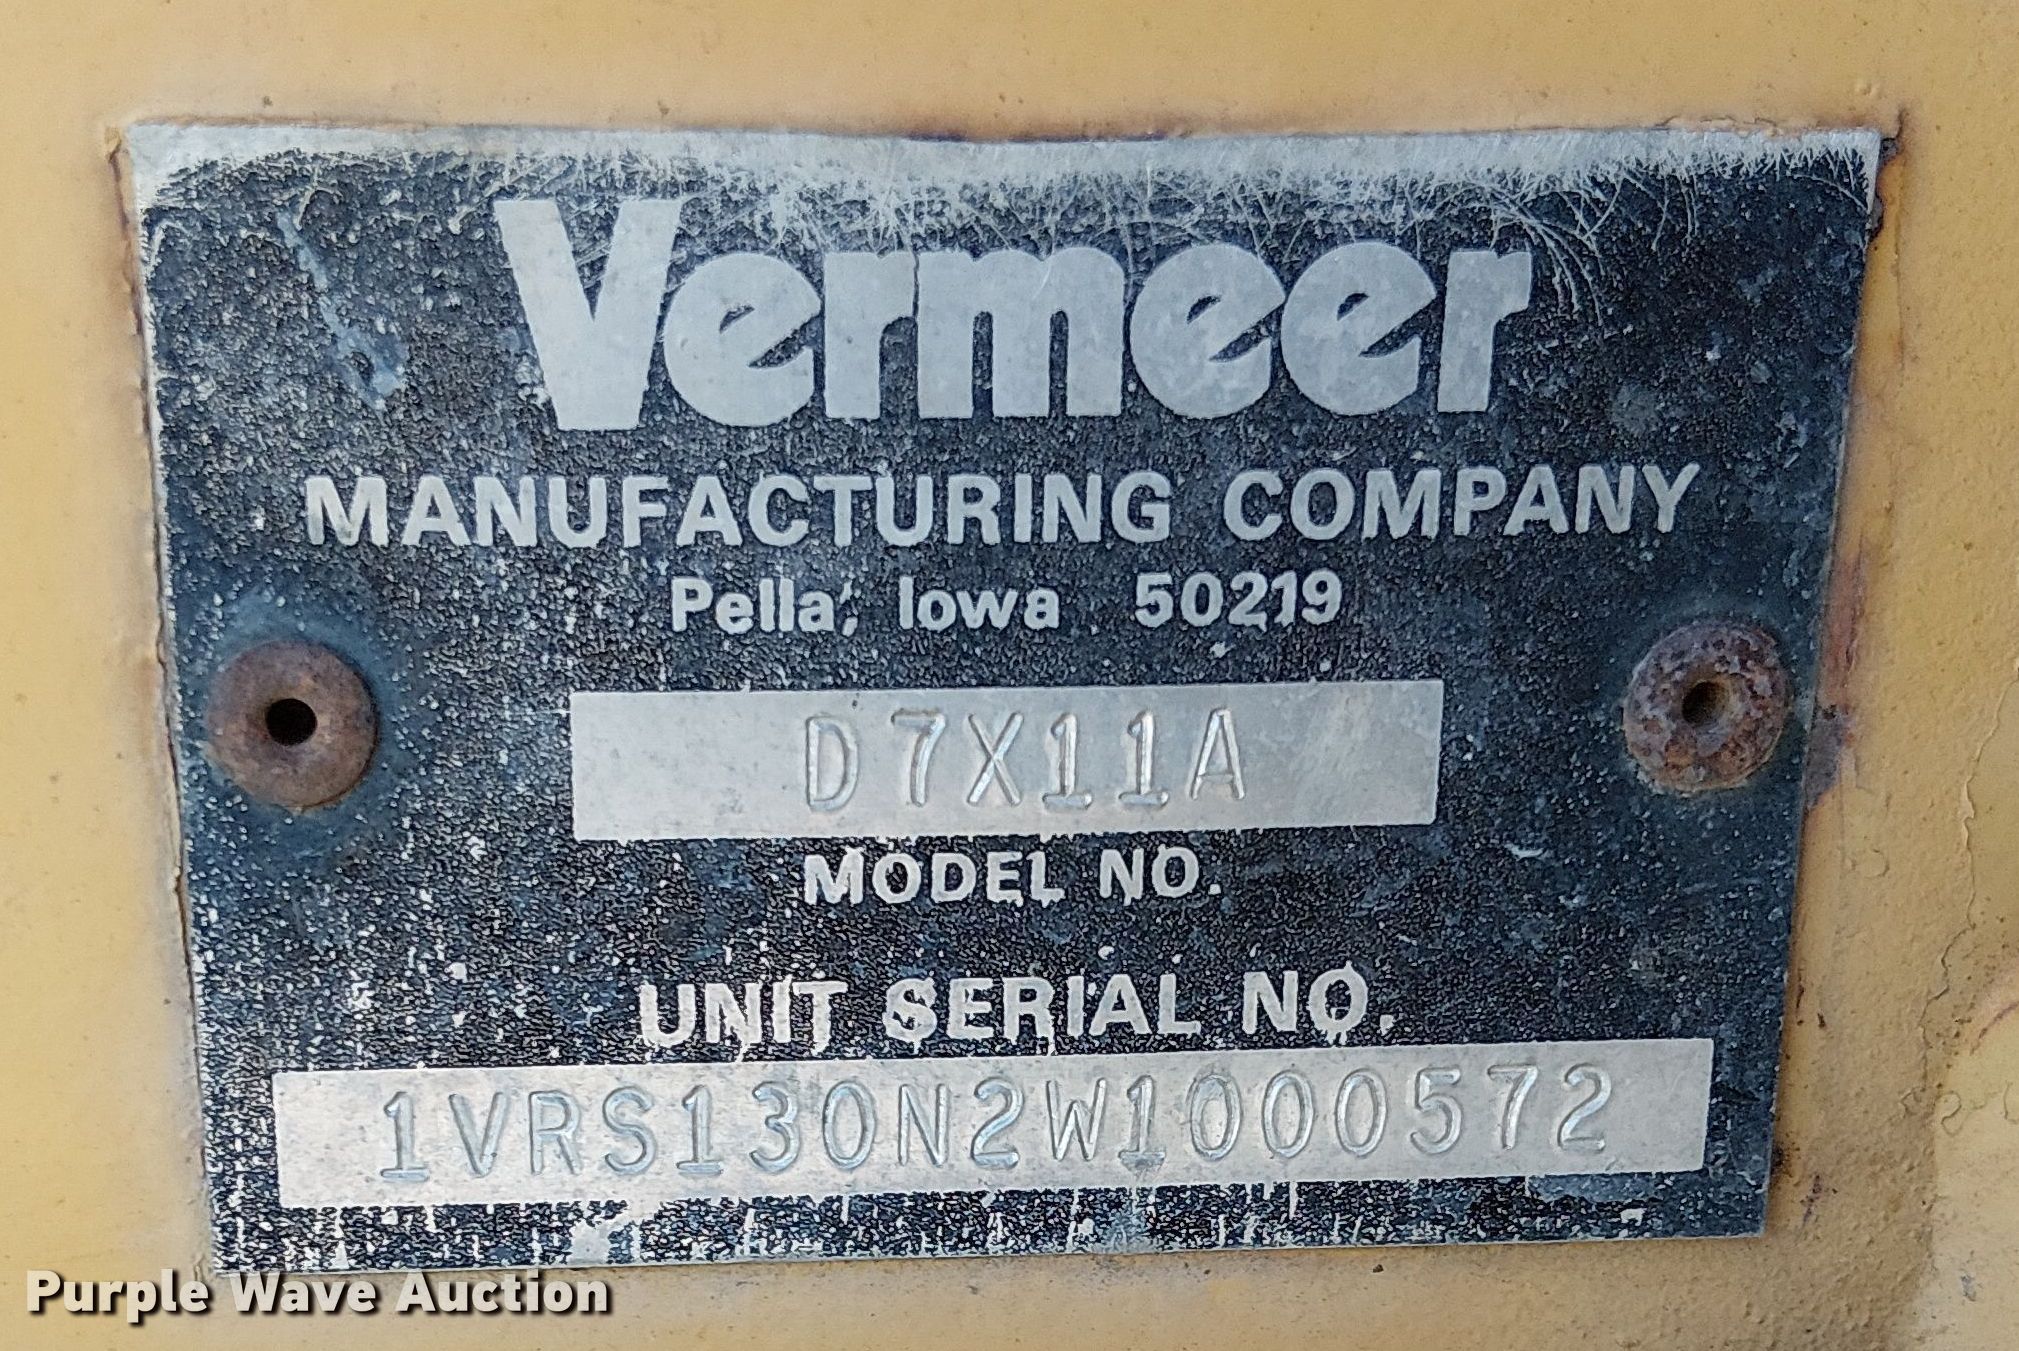 Vermeer
MANUFACTURING COMPANY
Pella, Iowa 50219
D7X11A
MODEL NO.
UNIT SERIAL NO.
1VRS130N2W1000572
Purple Wave Auction